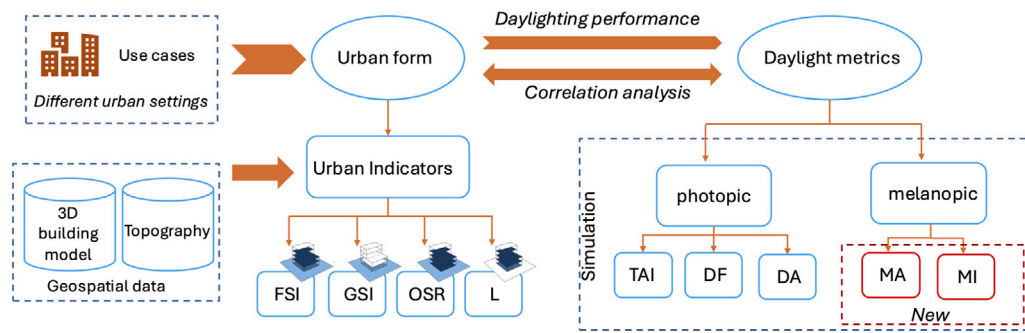 Use cases
Different urban settings
Urban form
Daylighting performance
Correlation analysis
Daylight metrics
3D
building
model
Topography
Geospatial data
Urban Indicators
FSI
GSI
OSR
L
Simulation
photopic
melanopic
TAI
DF
DA
MA
MI
New